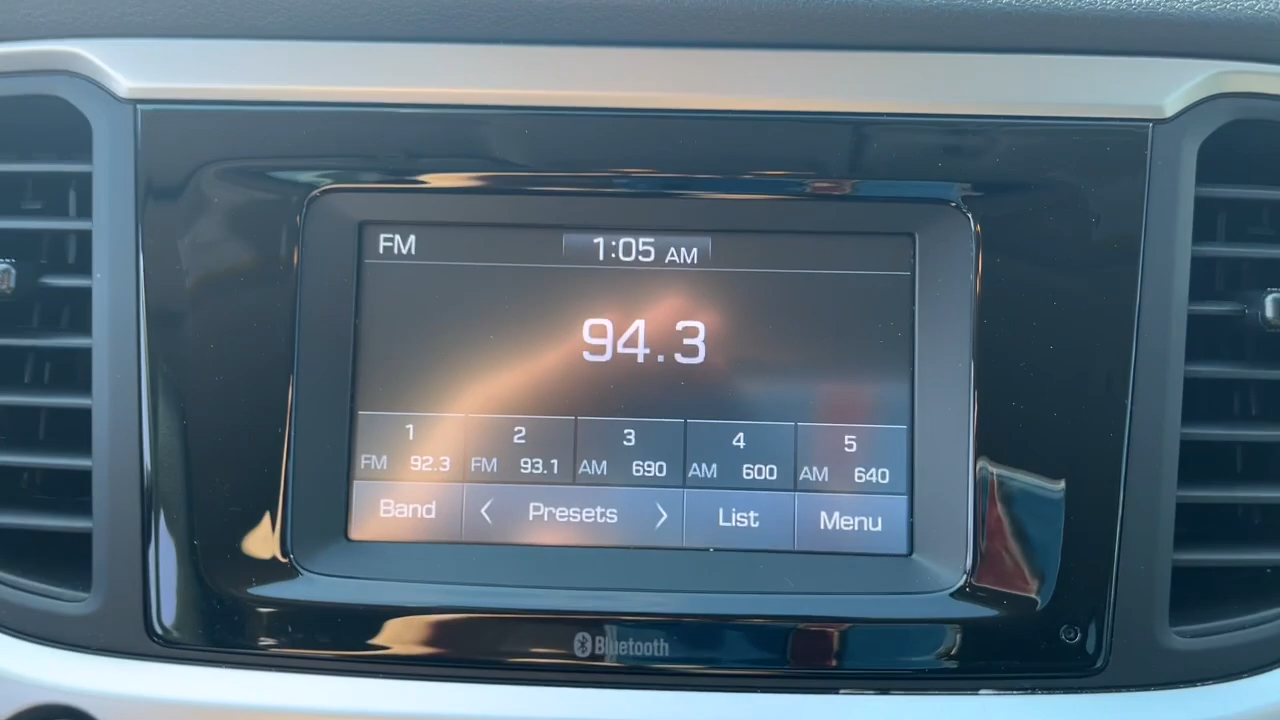 FM 1:05 AM
94.3
1 2 3 4 5
FM 92.3 FM 93.1 AM 690 AM 600 AM 640
Band < Presets > List Menu
Bluetooth